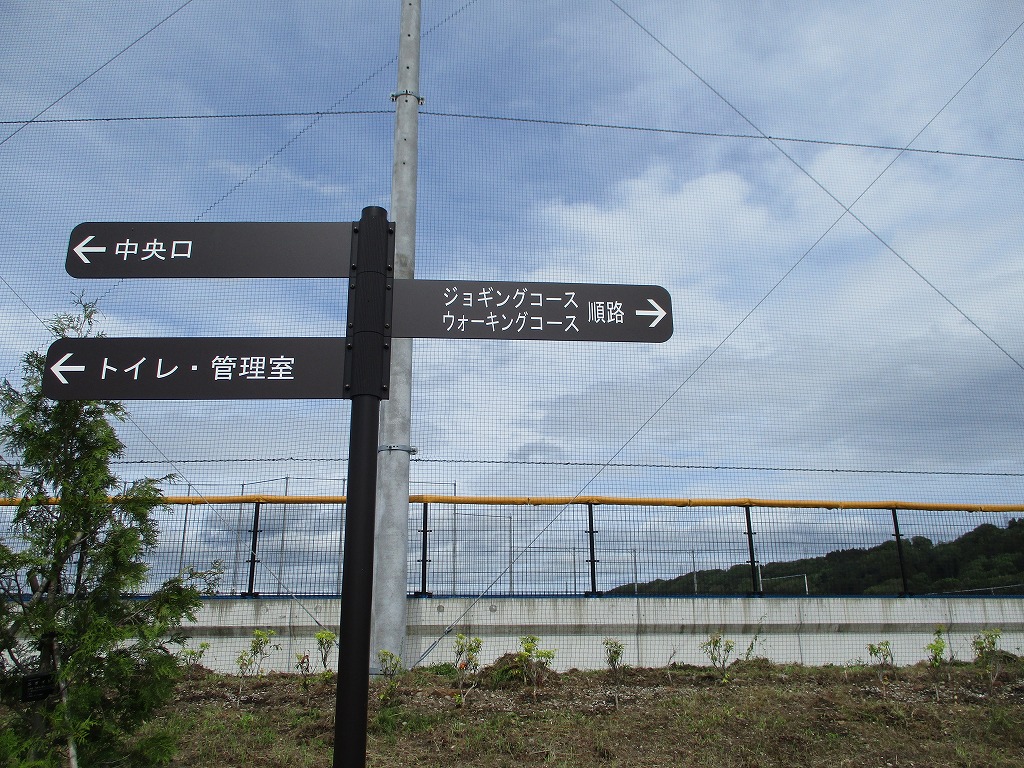 ← 中央口
ジョギングコース
ウォーキングコース
順路 →
← トイレ・管理室